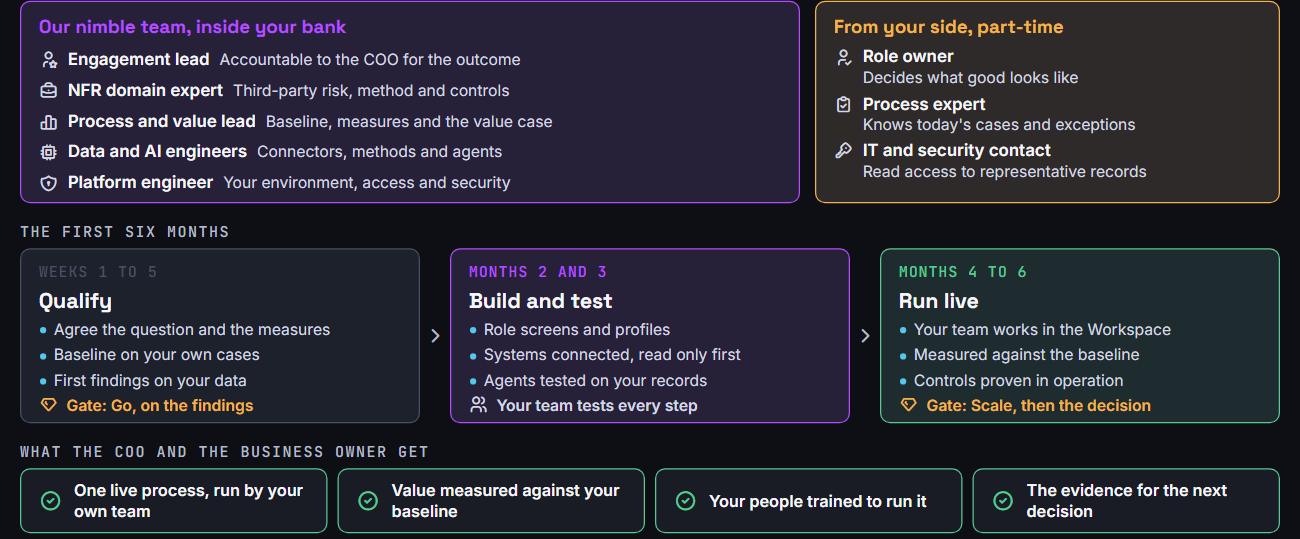 Our nimble team, inside your bank
Engagement lead Accountable to the COO for the outcome
NFR domain expert Third-party risk, method and controls
Process and value lead Baseline, measures and the value case
Data and AI engineers Connectors, methods and agents
Platform engineer Your environment, access and security
From your side, part-time
Role owner
Decides what good looks like
Process expert
Knows today's cases and exceptions
IT and security contact
Read access to representative records
THE FIRST SIX MONTHS
WEEKS 1 TO 5
Qualify
Agree the question and the measures
Baseline on your own cases
First findings on your data
Gate: Go, on the findings
MONTHS 2 AND 3
Build and test
Role screens and profiles
Systems connected, read only first
Agents tested on your records
Your team tests every step
MONTHS 4 TO 6
Run live
Your team works in the Workspace
Measured against the baseline
Controls proven in operation
Gate: Scale, then the decision
WHAT THE COO AND THE BUSINESS OWNER GET
One live process, run by your
own team
Value measured against your
baseline
Your people trained to run it
The evidence for the next
decision